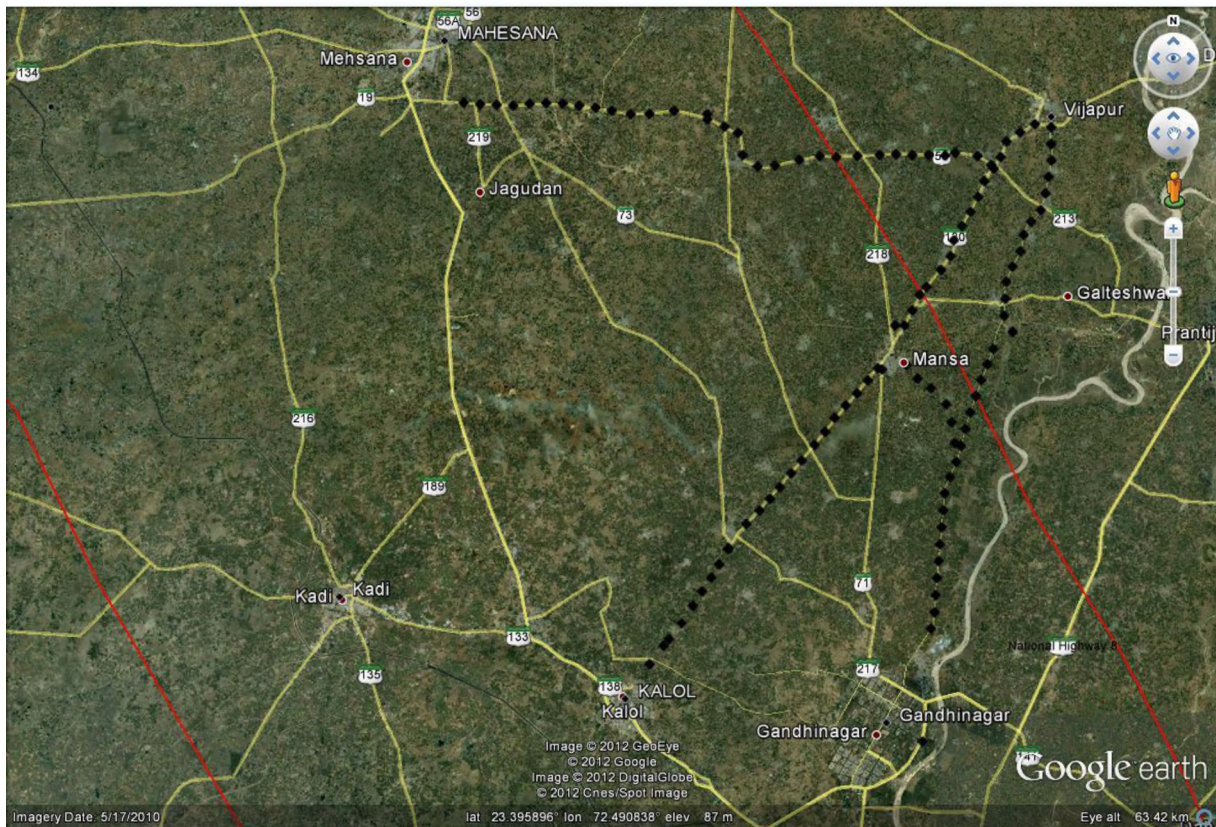 56A
56
MAHESANA
Mehsana
134
19
N
D
Vijapur
219
Jagudan
73
213
218
Galteshwa
Prantij
Mansa
216
189
Kadi
Kadi
71
133
135
National Highway 8
217
138
KALOL
Kalol
Gandhinagar
Gandhinagar
141
Image © 2012 GeoEye
© 2012 Google
Image © 2012 DigitalGlobe
© 2012 Cnes/Spot Image
Google earth
Imagery Date: 5/17/2010
lat 23.395896° lon 72.490838° elev 87 m
Eye alt 63.42 km